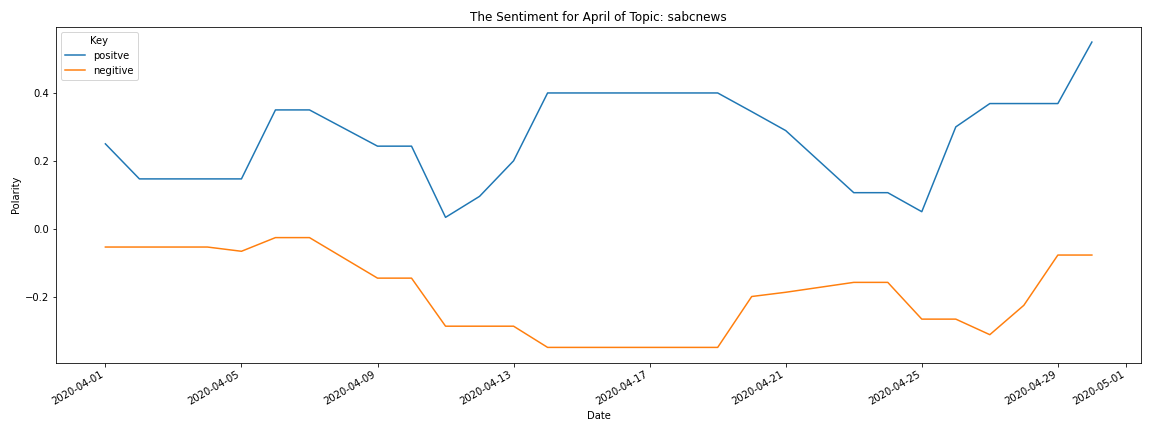 The Sentiment for April of Topic: sabcnews
Key
positve
negitive
Polarity
0.4
0.2
0.0
−0.2
2020-04-01
2020-04-05
2020-04-09
2020-04-13
2020-04-17
2020-04-21
2020-04-25
2020-04-29
2020-05-01
Date